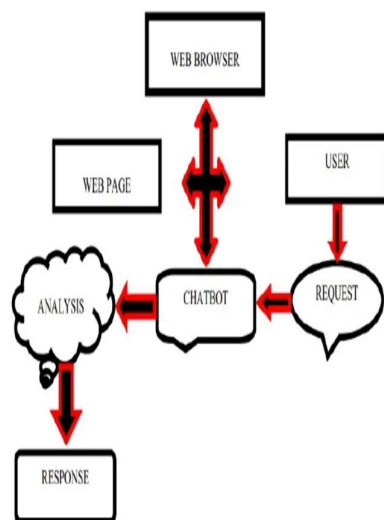 WEB BROWSER
WEB PAGE
USER
ANALYSIS
CHATBOT
REQUEST
RESPONSE